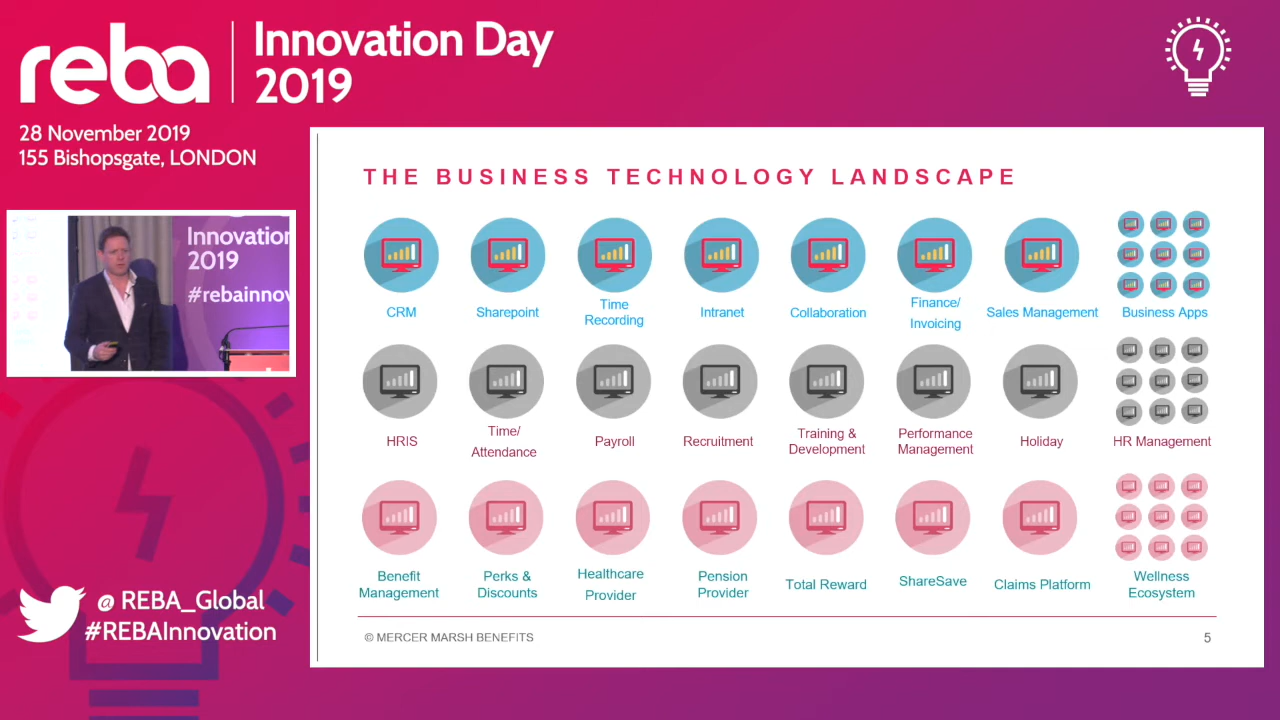 reba
Innovation Day
2019
28 November 2019
155 Bishopsgate, LONDON
Innovation
2019
#rebainnov
THE BUSINESS TECHNOLOGY LANDSCAPE
CRM
Sharepoint
Time
Recording
Intranet
Collaboration
Finance/
Invoicing
Sales Management
Business Apps
HRIS
Time/
Attendance
Payroll
Recruitment
Training &
Development
Performance
Management
Holiday
HR Management
Benefit
Management
Perks &
Discounts
Healthcare
Provider
Pension
Provider
Total Reward
ShareSave
Claims Platform
Wellness
Ecosystem
© MERCER MARSH BENEFITS
5
@ REBA_Global
#REBAInnovation